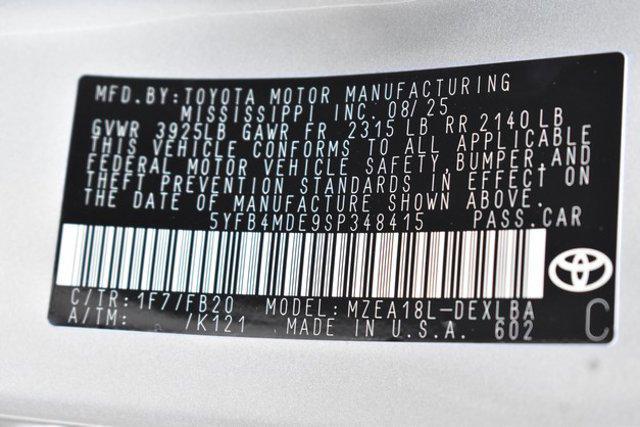 MFD.BY:TOYOTA MOTOR MANUFACTURING
MISSISSIPPI INC. 08/25
GVWR 3925LB GAWR FR 2315 LB RR 2140 LB
THIS VEHICLE CONFORMS TO ALL APPLICABLE
FEDERAL MOTOR VEHICLE SAFETY,BUMPER,AND
THEFT PREVENTION STANDARDS IN EFFECT ON
THE DATE OF MANUFACTURE SHOWN ABOVE.
5YFB4MDE9SP348415 PASS.CAR
C/TR:1F7/FB20 MODEL:MZEA18L-DEXLBA
A/TM: /K121 MADE IN U.S.A. 602 C